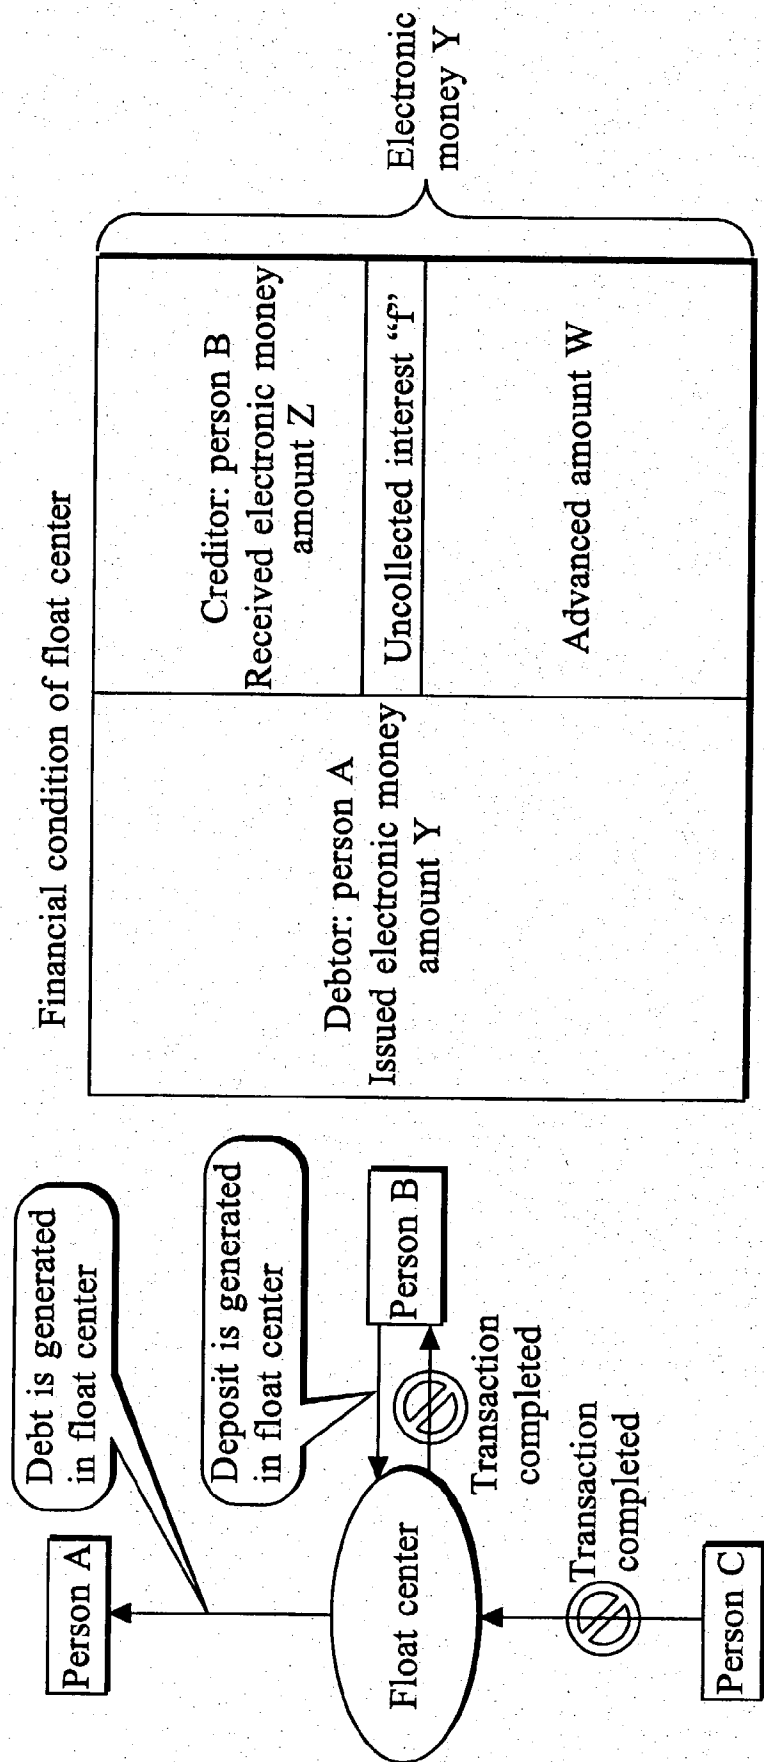 Person A
Debt is generated
in float center
Deposit is generated
in float center
Float center
Person B
Transaction
completed
Transaction
completed
Person C
Financial condition of float center
Debtor: person A
Issued electronic money
amount Y
Creditor: person B
Received electronic money
amount Z
Uncollected interest “f”
Advanced amount W
Electronic
money Y